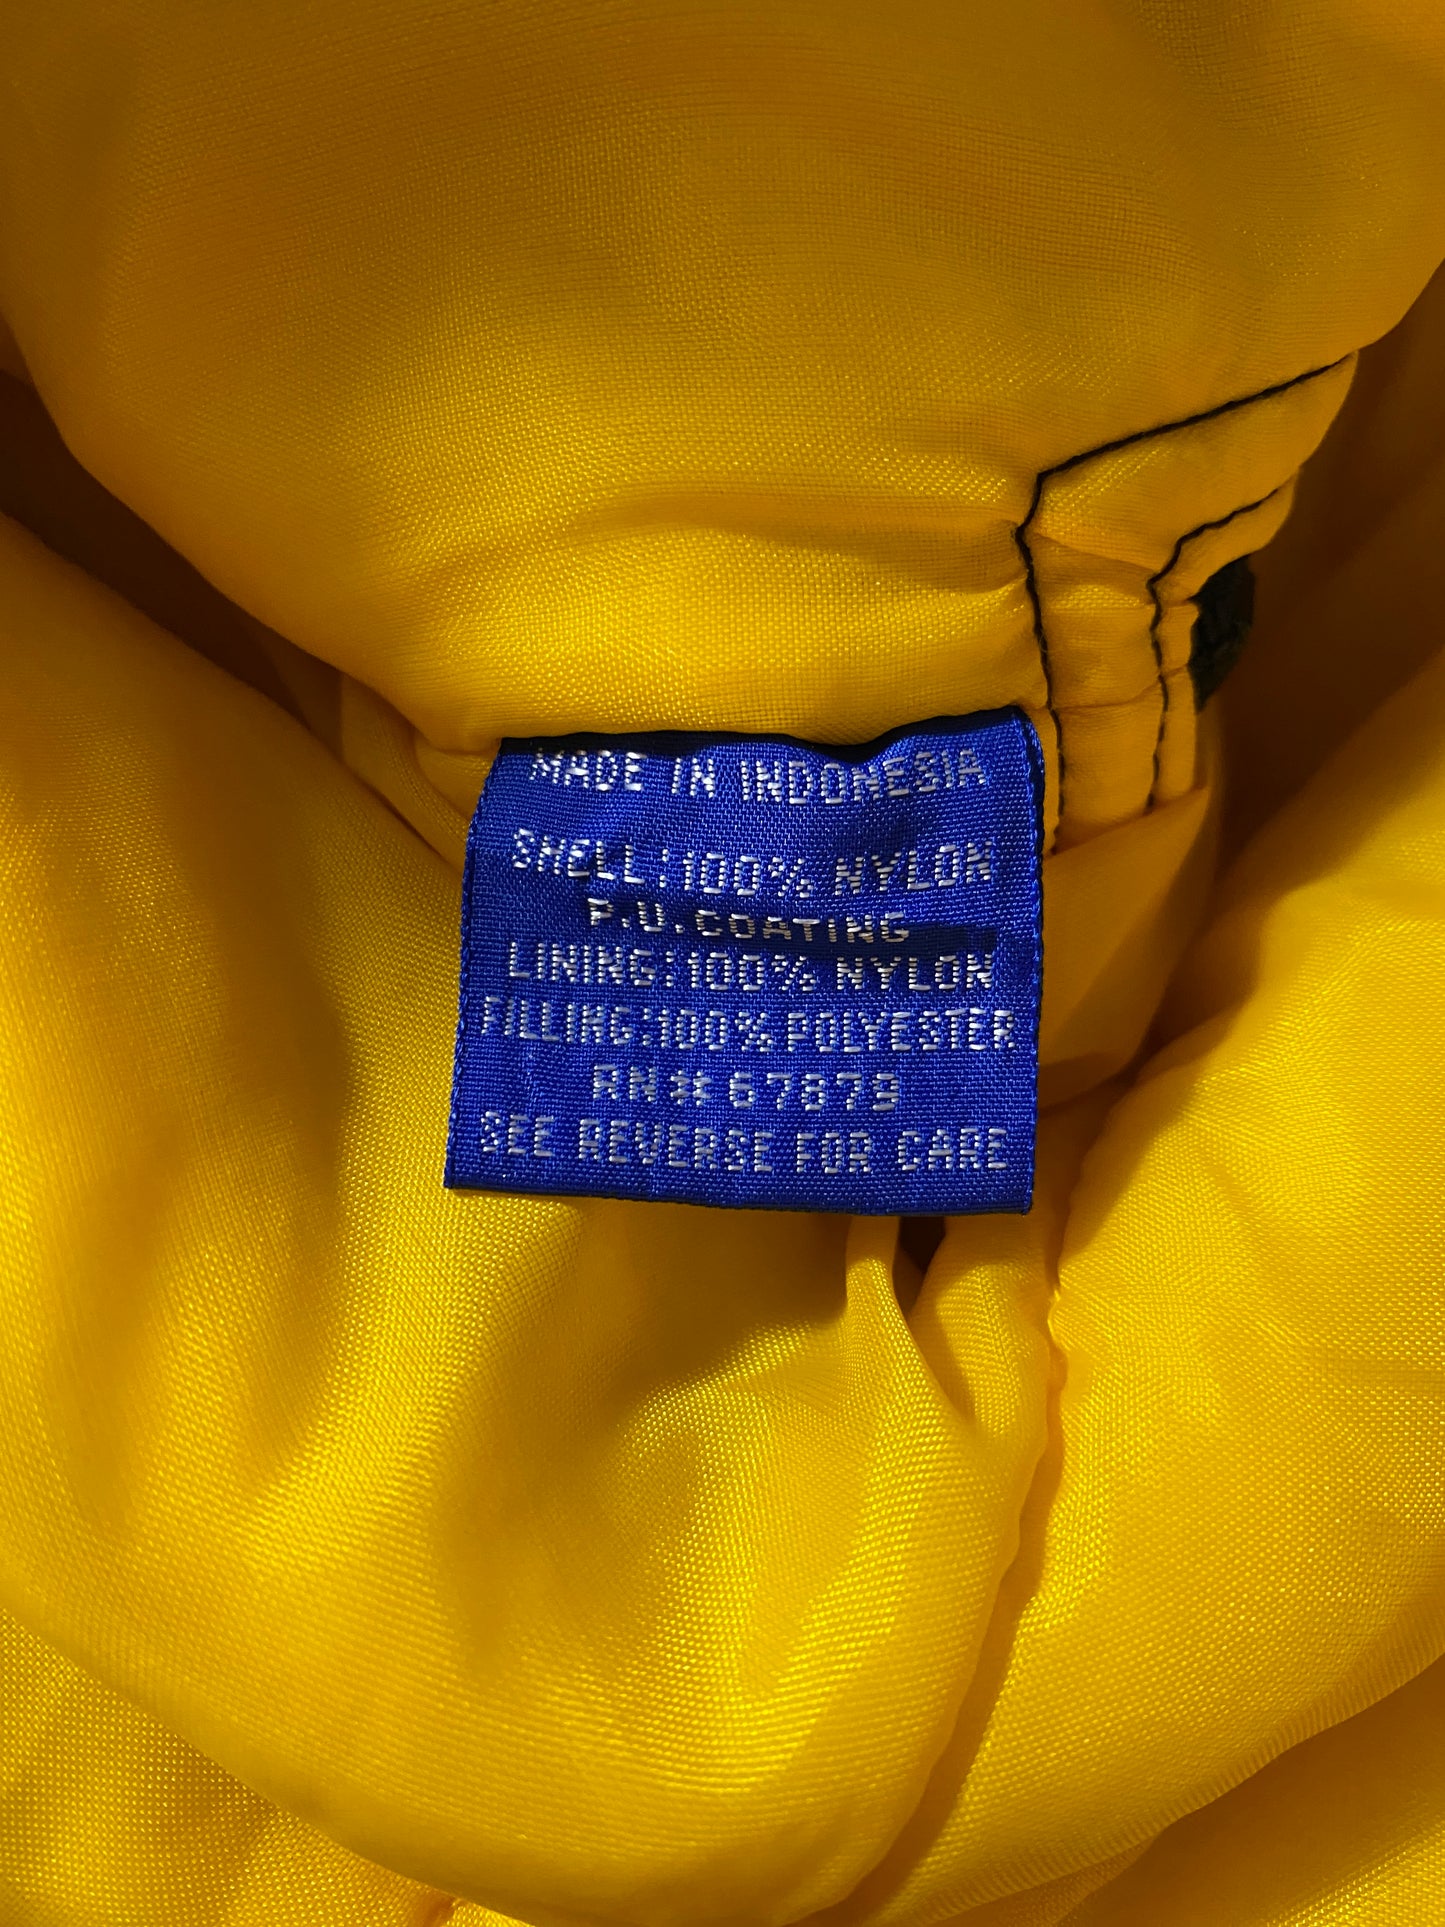 MADE IN INDONESIA
SHELL:100% NYLON
P.U.COATING
LINING:100% NYLON
FILLING:100% POLYESTER
RN# 67879
SEE REVERSE FOR CARE